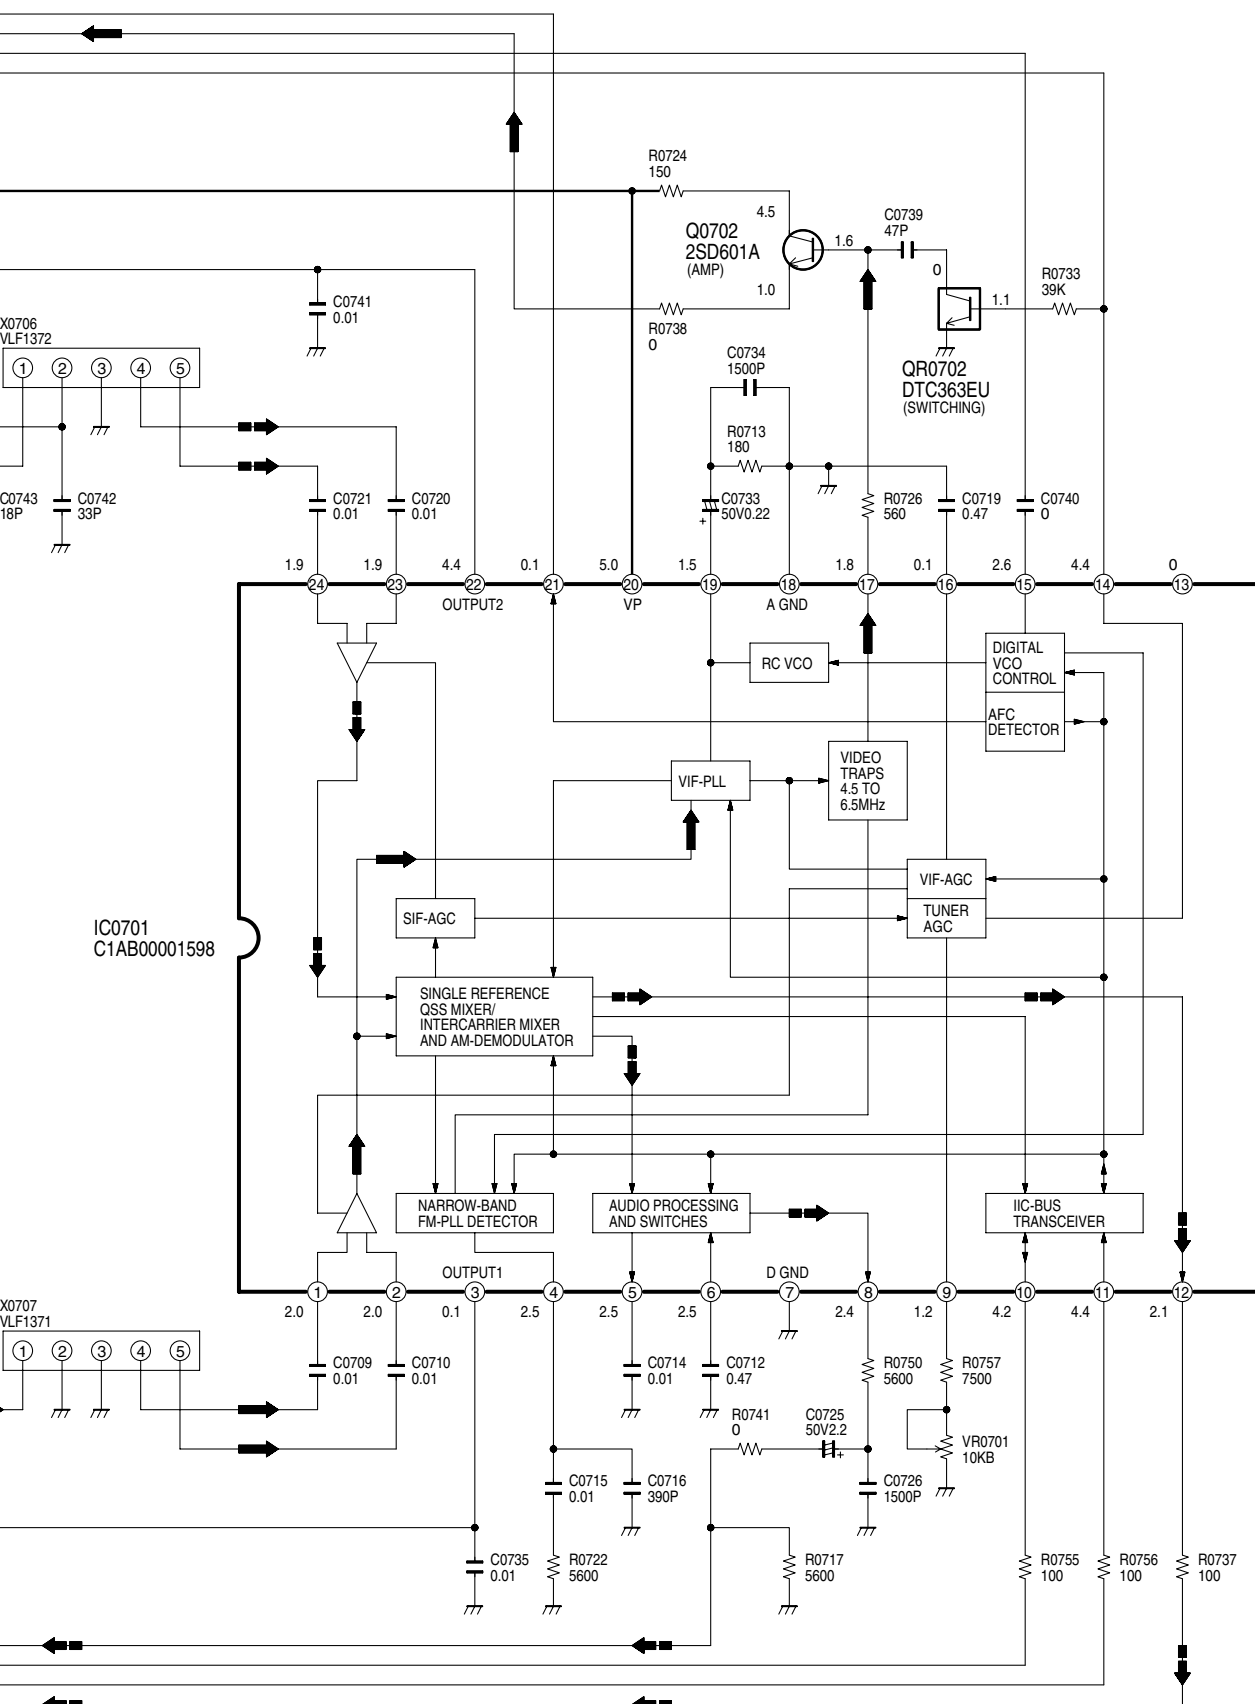 R0724
150
4.5
Q0702
2SD601A
(AMP)
C0739
47P
1.6
0
1.0
R0733
39K
1.1
C0741
0.01
X0706
VLF1372
1 2 3 4 5
R0738
0
C0734
1500P
QR0702
DTC363EU
(SWITCHING)
R0713
180
C0743
18P
C0742
33P
C0721
0.01
C0720
0.01
C0733
50V0.22
+
R0726
560
C0719
0.47
C0740
0
1.9 1.9 4.4 0.1 5.0 1.5 1.8 0.1 2.6 4.4 0
24 23 22 21 20 19 18 17 16 15 14 13
OUTPUT2 VP A GND
RC VCO
DIGITAL
VCO
CONTROL
AFC
DETECTOR
VIF-PLL
VIDEO
TRAPS
4.5 TO
6.5MHz
VIF-AGC
SIF-AGC
TUNER
AGC
IC0701
C1AB00001598
SINGLE REFERENCE
QSS MIXER/
INTERCARRIER MIXER
AND AM-DEMODULATOR
NARROW-BAND
FM-PLL DETECTOR
AUDIO PROCESSING
AND SWITCHES
IIC-BUS
TRANSCEIVER
OUTPUT1 D GND
1 2 3 4 5 6 7 8 9 10 11 12
2.0 2.0 0.1 2.5 2.5 2.5 2.4 1.2 4.2 4.4 2.1
X0707
VLF1371
1 2 3 4 5
C0709
0.01
C0710
0.01
C0714
0.01
C0712
0.47
R0750
5600
R0757
7500
R0741
0
C0725
50V2.2
+
VR0701
10KB
C0715
0.01
C0716
390P
C0726
1500P
C0735
0.01
R0722
5600
R0717
5600
R0755
100
R0756
100
R0737
100